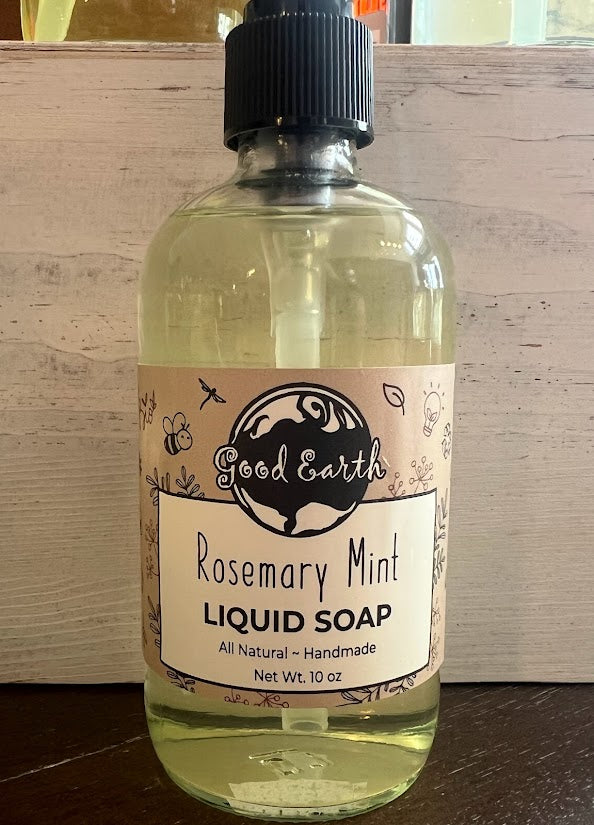 Good Earth
Rosemary Mint
LIQUID SOAP
All Natural ~ Handmade
Net Wt. 10 oz